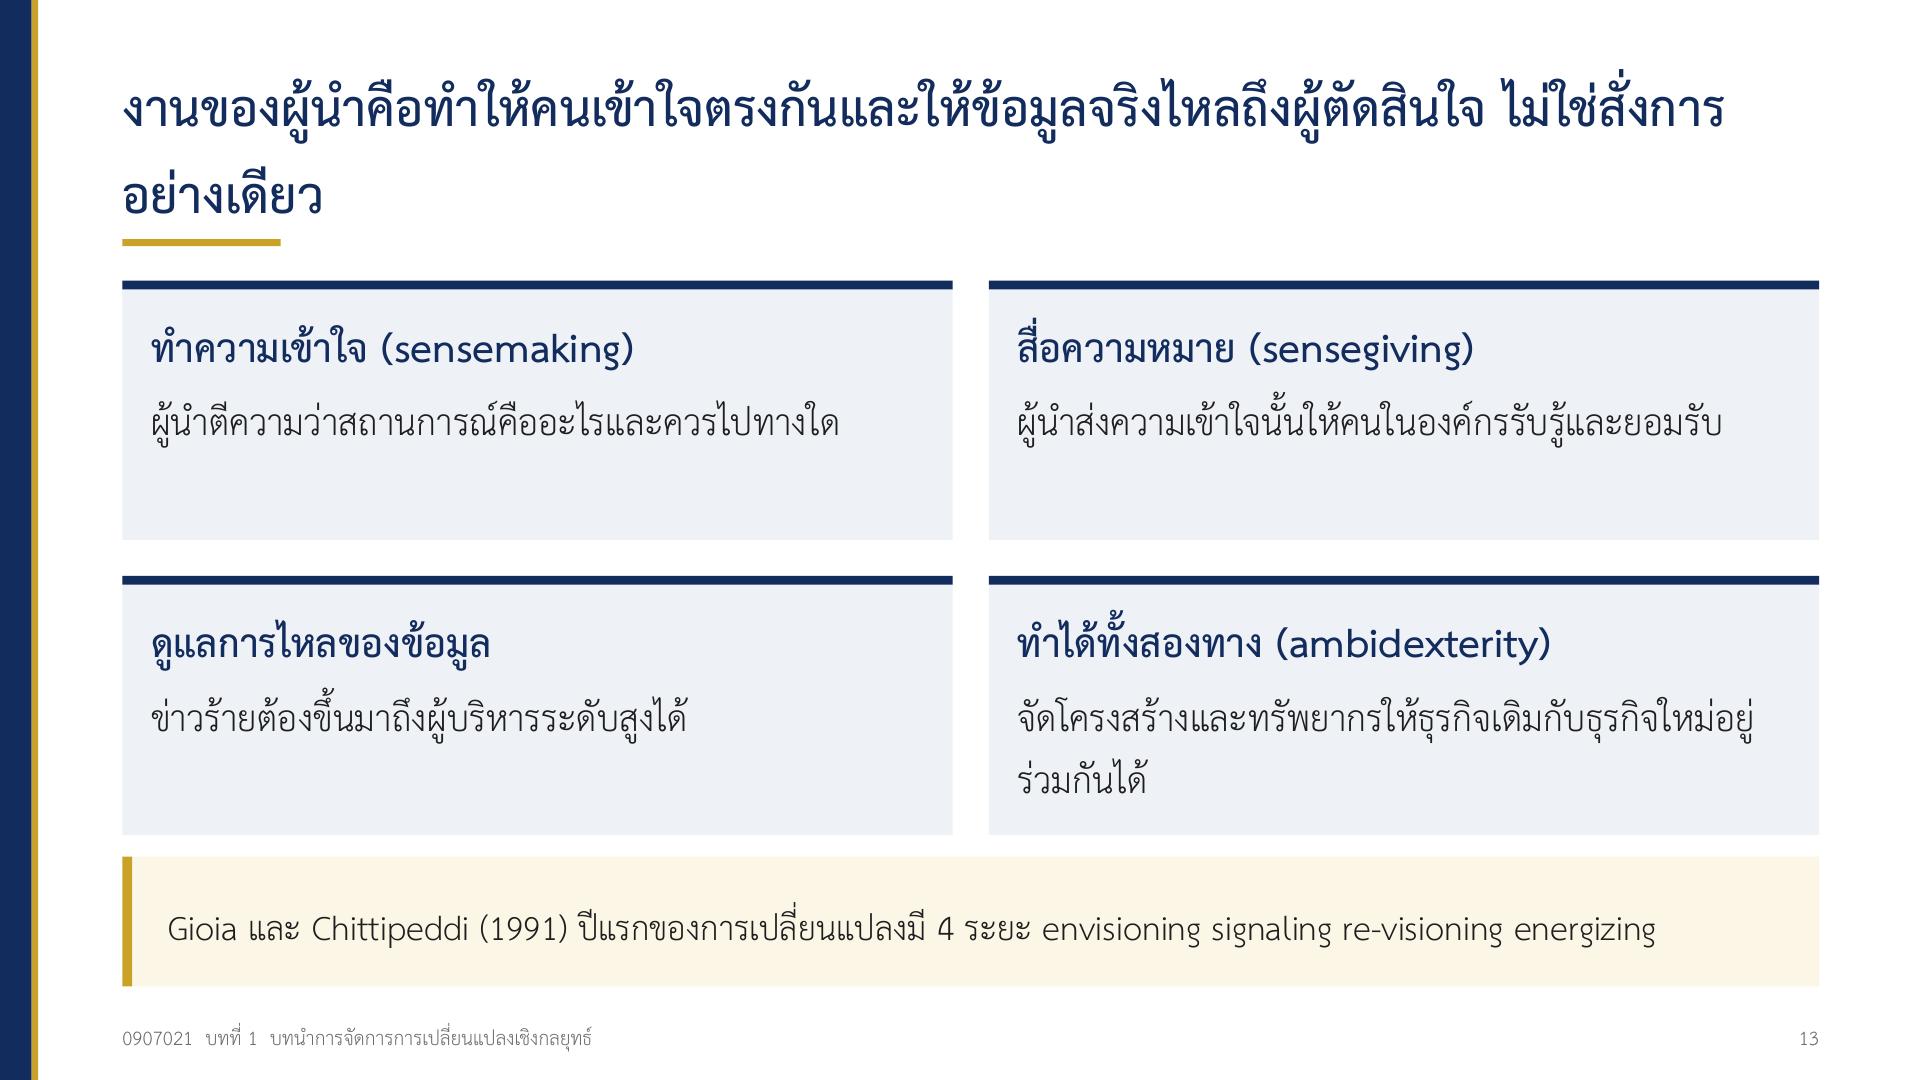 งานของผู้นำคือทำให้คนเข้าใจตรงกันและให้ข้อมูลจริงไหลถึงผู้ตัดสินใจ ไม่ใช่สั่งการ
อย่างเดียว
ทำความเข้าใจ (sensemaking)
ผู้นำตีความว่าสถานการณ์คืออะไรและควรไปทางใด
สื่อความหมาย (sensegiving)
ผู้นำส่งความเข้าใจนั้นให้คนในองค์กรรับรู้และยอมรับ
ดูแลการไหลของข้อมูล
ข่าวร้ายต้องขึ้นมาถึงผู้บริหารระดับสูงได้
ทำได้ทั้งสองทาง (ambidexterity)
จัดโครงสร้างและทรัพยากรให้ธุรกิจเดิมกับธุรกิจใหม่อยู่
ร่วมกันได้
Gioia และ Chittipeddi (1991) ปีแรกของการเปลี่ยนแปลงมี 4 ระยะ envisioning signaling re-visioning energizing
0907021 บทที่ 1 บทนำการจัดการการเปลี่ยนแปลงเชิงกลยุทธ์
13